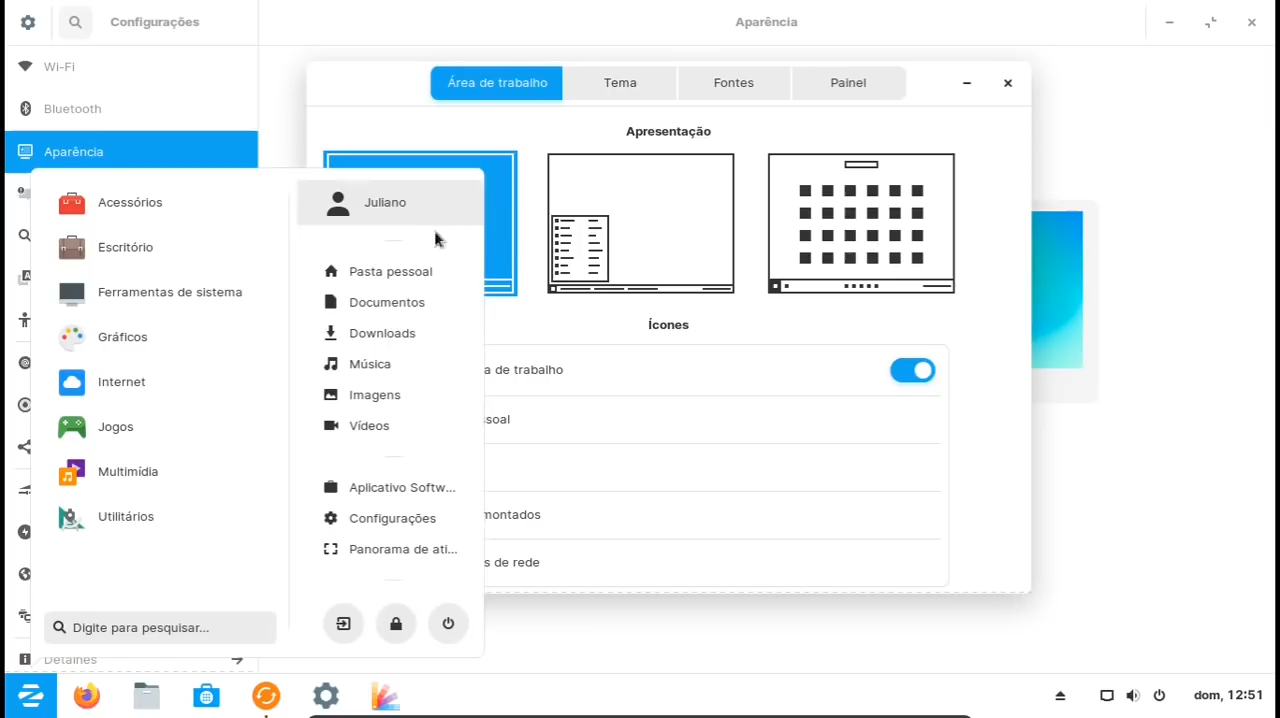 Configurações
Aparência
Wi-Fi
Bluetooth
Aparência
Área de trabalho
Tema
Fontes
Painel
Apresentação
Ícones
a de trabalho
soal
montados
s de rede
Acessórios
Escritório
Ferramentas de sistema
Gráficos
Internet
Jogos
Multimídia
Utilitários
Digite para pesquisar...
Juliano
Pasta pessoal
Documentos
Downloads
Música
Imagens
Vídeos
Aplicativo Softw...
Configurações
Panorama de ati...
Detalhes
dom, 12:51